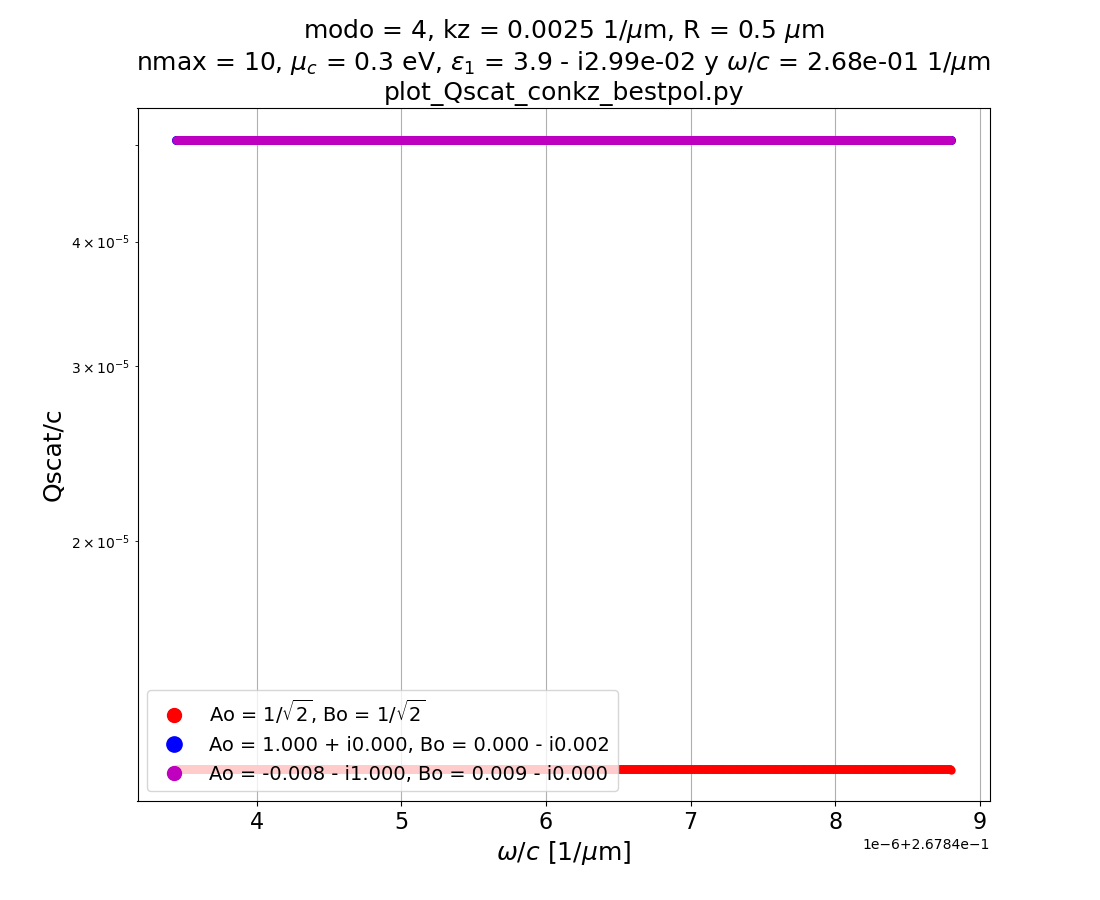 modo = 4, kz = 0.0025 1/μm, R = 0.5 μm
nmax = 10, μ_c = 0.3 eV, ε_1 = 3.9 - i2.99e-02 y ω/c = 2.68e-01 1/μm
plot_Qscat_conkz_bestpol.py
Qscat/c
4 × 10⁻⁵
3 × 10⁻⁵
2 × 10⁻⁵
Ao = 1/√2, Bo = 1/√2
Ao = 1.000 + i0.000, Bo = 0.000 - i0.002
Ao = -0.008 - i1.000, Bo = 0.009 - i0.000
4 5 6 7 8 9
1e−6+2.6784e−1
ω/c [1/μm]